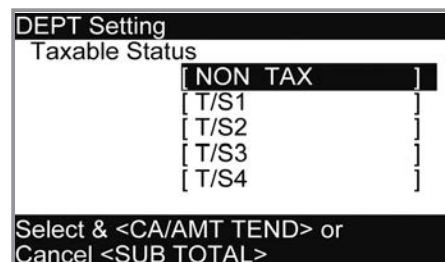 DEPT Setting
Taxable Status
[ NON TAX ]
[ T/S1 ]
[ T/S2 ]
[ T/S3 ]
[ T/S4 ]
Select & <CA/AMT TEND> or
Cancel <SUB TOTAL>